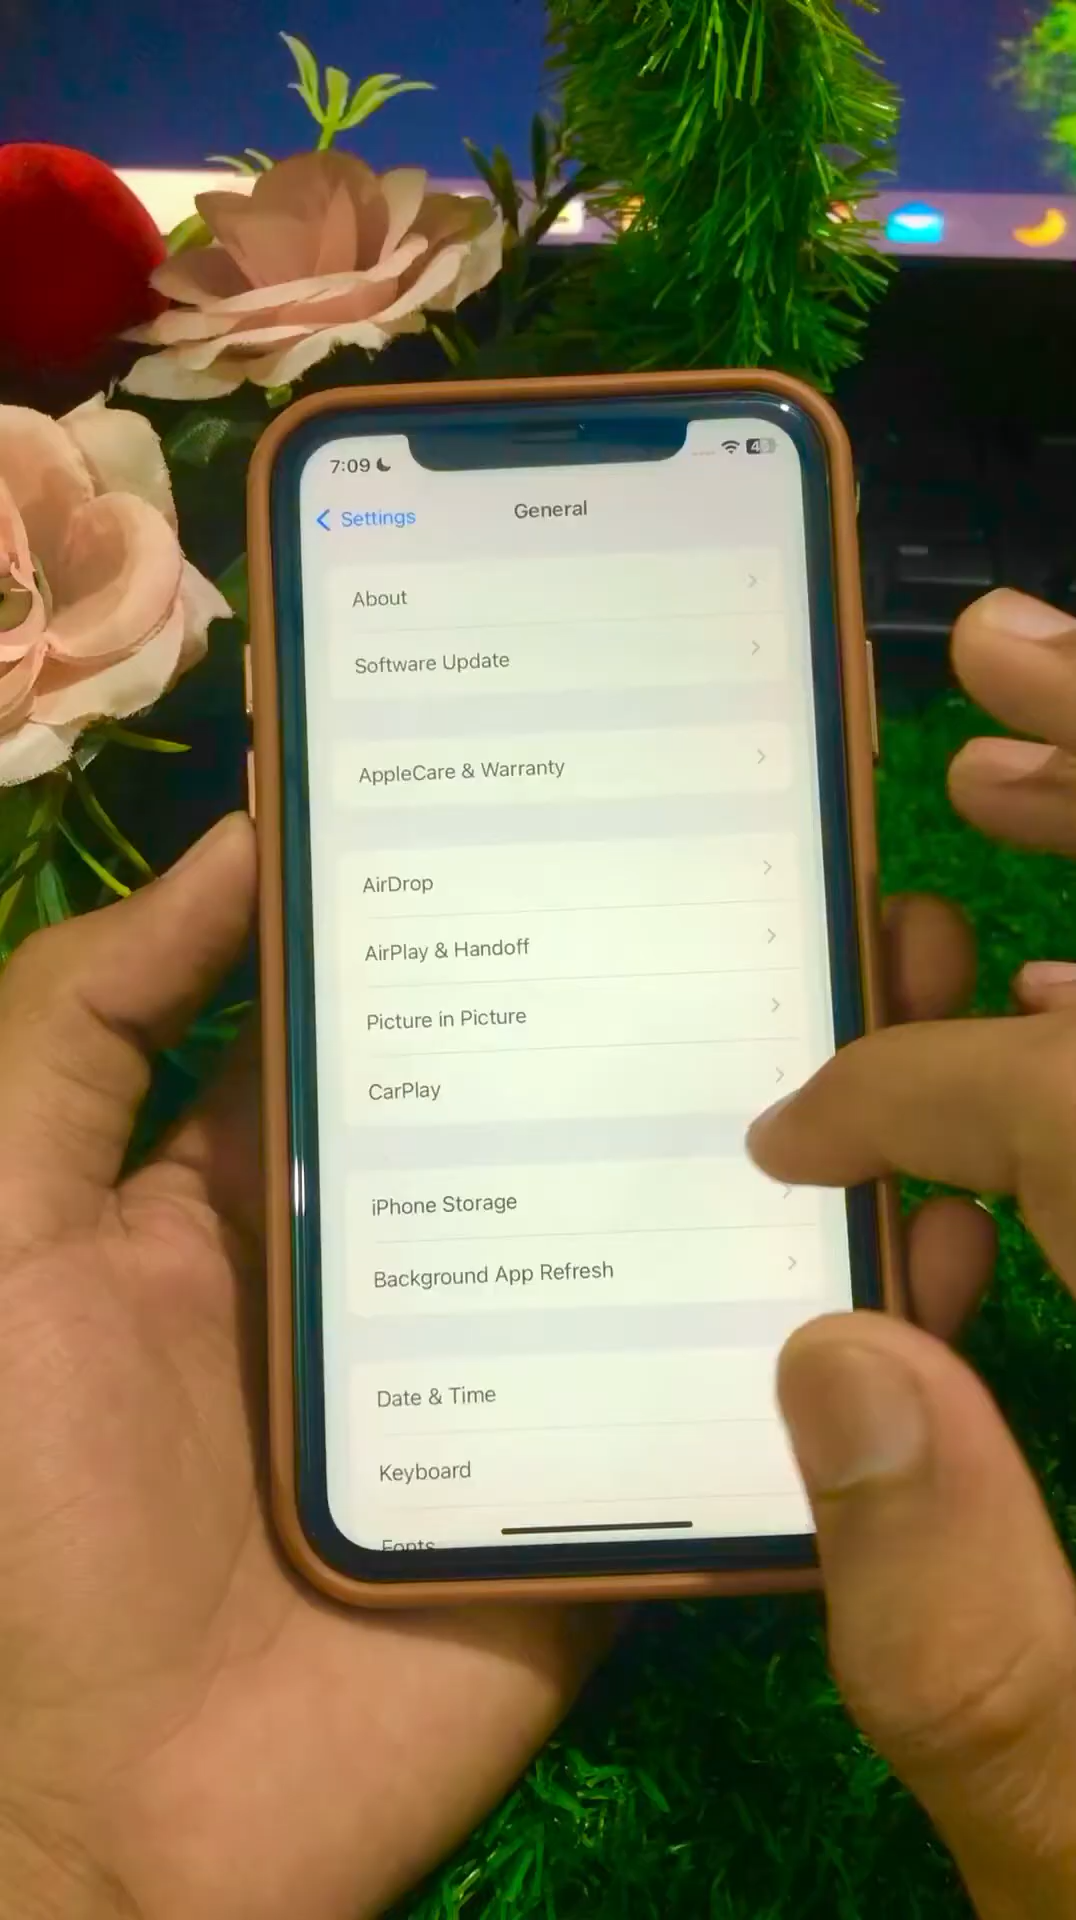 7:09
Settings
General
About
Software Update
AppleCare & Warranty
AirDrop
AirPlay & Handoff
Picture in Picture
CarPlay
iPhone Storage
Background App Refresh
Date & Time
Keyboard
Fonts